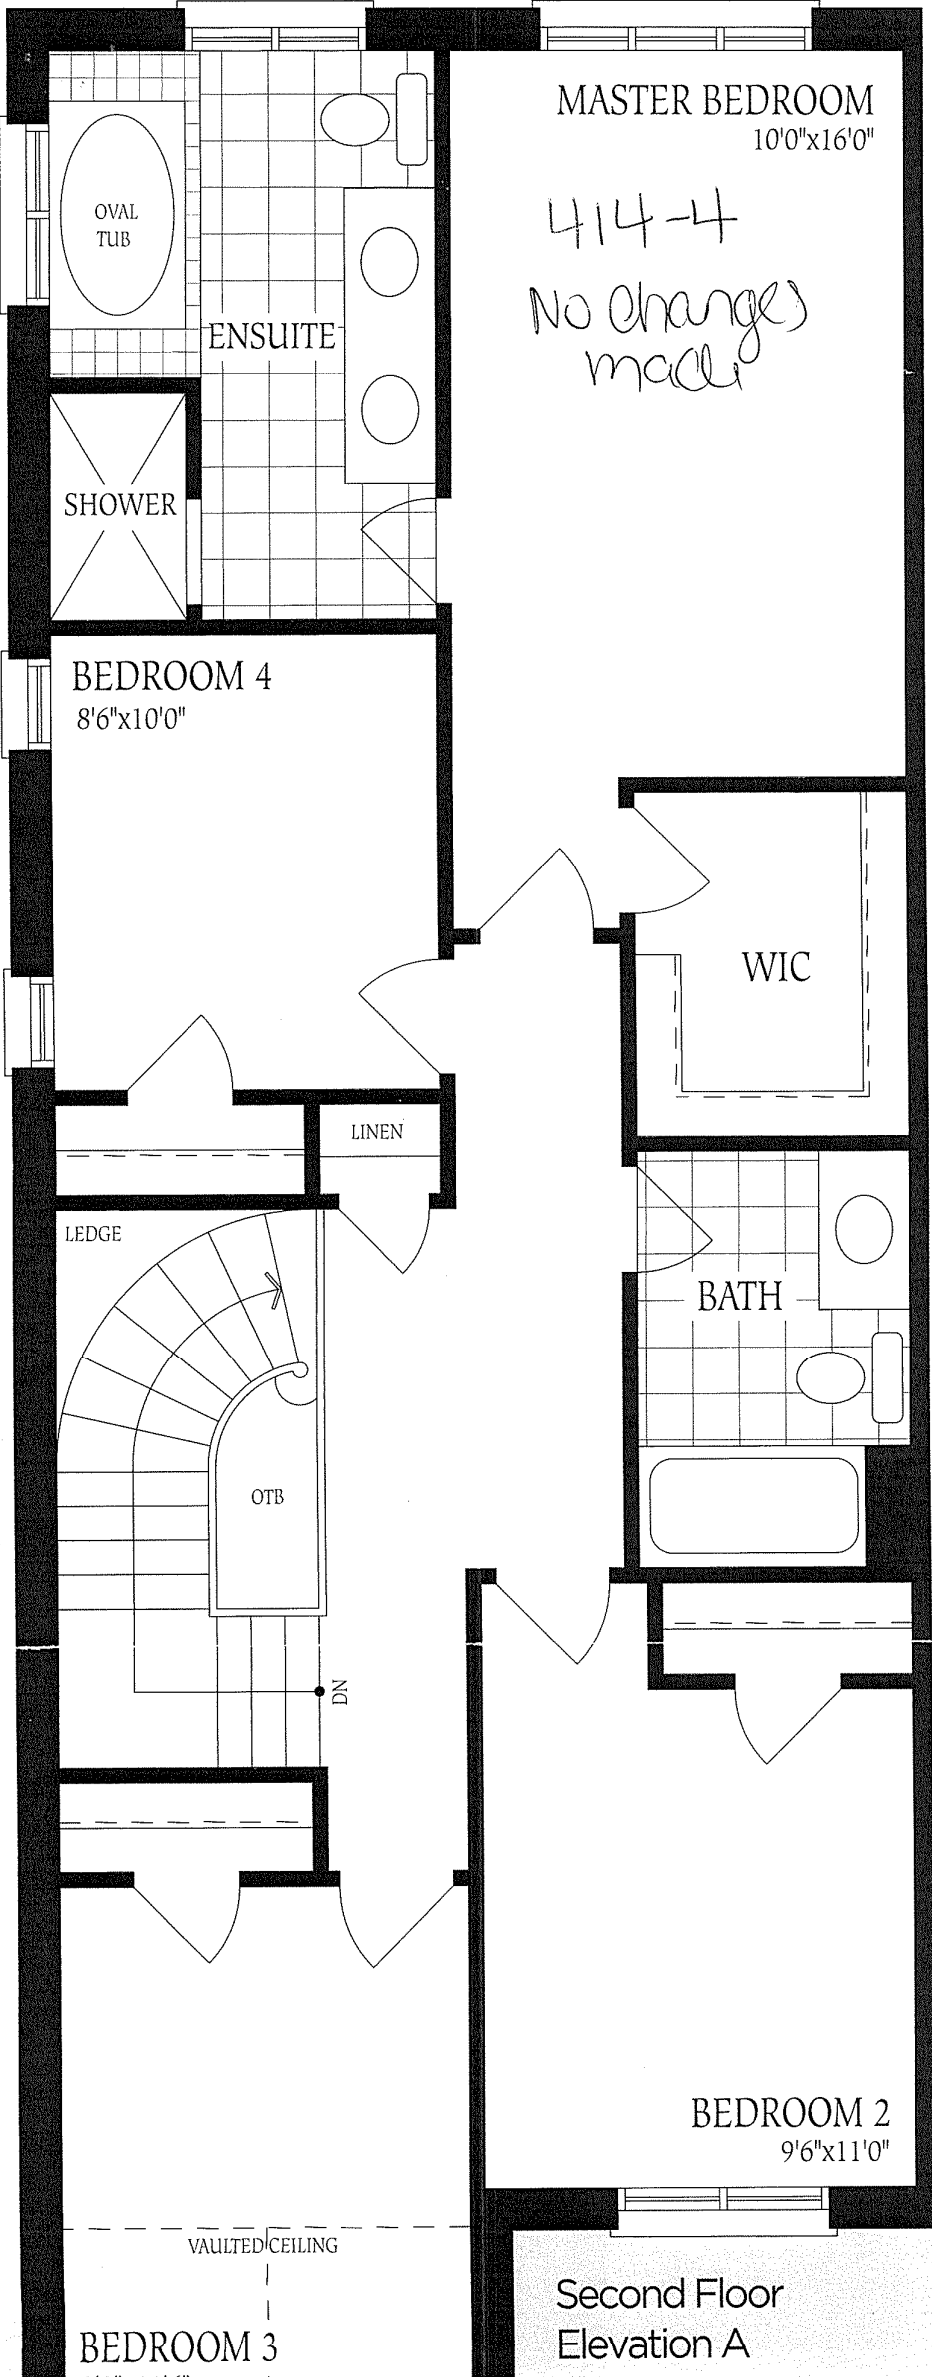 MASTER BEDROOM
10'0"x16'0"
414-4
No Changes
made
OVAL
TUB
ENSUITE
SHOWER
BEDROOM 4
8'6"x10'0"
WIC
LINEN
LEDGE
BATH
OTB
DN
BEDROOM 2
9'6"x11'0"
VAULTED CEILING
BEDROOM 3
Second Floor
Elevation A